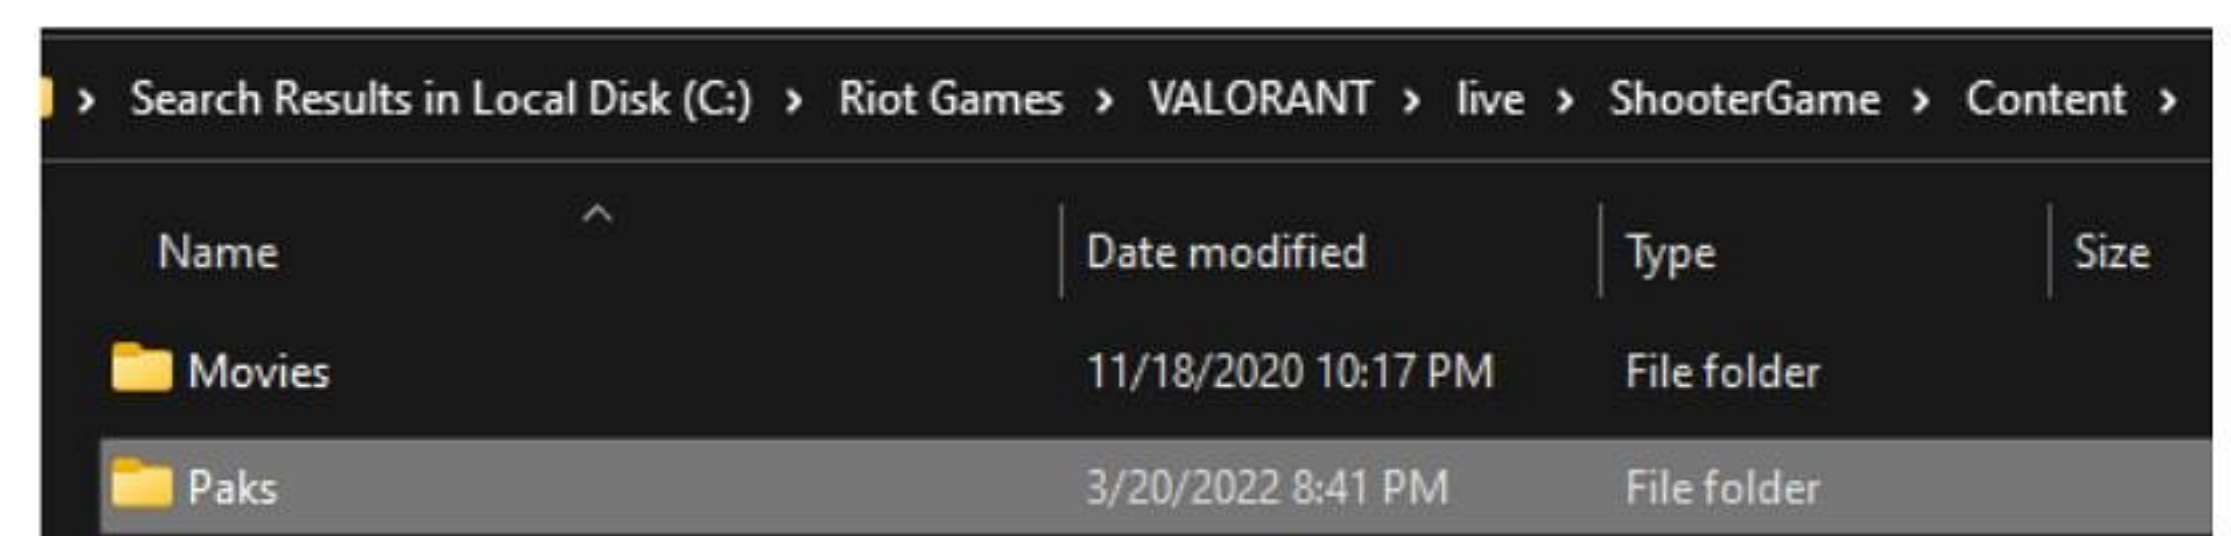 › Search Results in Local Disk (C:) › Riot Games › VALORANT › live › ShooterGame › Content ›
Name Date modified Type Size
Movies 11/18/2020 10:17 PM File folder
Paks 3/20/2022 8:41 PM File folder